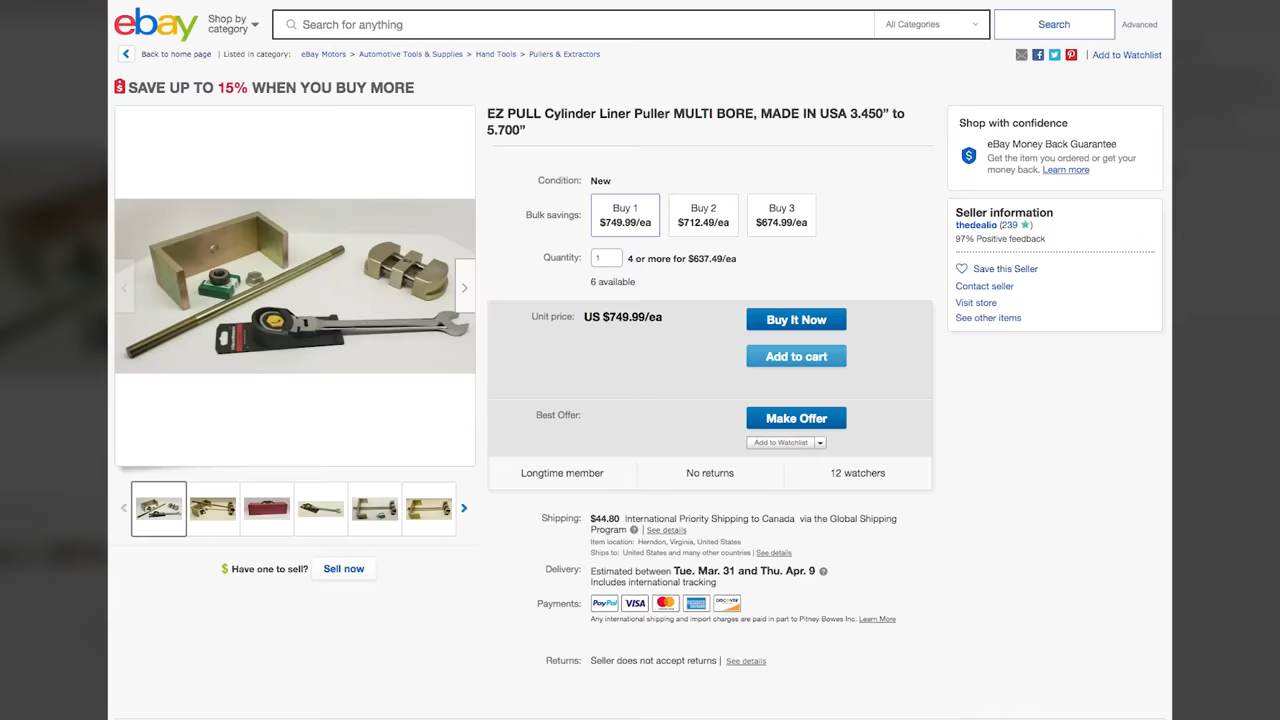 ebay
Shop by
category
Search for anything
All Categories
Search
Advanced
Back to home page | Listed in category: eBay Motors > Automotive Tools & Supplies > Hand Tools > Pullers & Extractors
| Add to Watchlist
SAVE UP TO 15% WHEN YOU BUY MORE
EZ PULL Cylinder Liner Puller MULTI BORE, MADE IN USA 3.450” to
5.700”
Condition: New
Bulk savings:
Buy 1
$749.99/ea
Buy 2
$712.49/ea
Buy 3
$674.99/ea
Quantity: 1 4 or more for $637.49/ea
6 available
Unit price: US $749.99/ea
Buy It Now
Add to cart
Best Offer:
Make Offer
Add to Watchlist
Longtime member
No returns
12 watchers
Shipping: $44.80 International Priority Shipping to Canada via the Global Shipping
Program | See details
Item location: Herndon, Virginia, United States
Ships to: United States and many other countries | See details
Delivery: Estimated between Tue. Mar. 31 and Thu. Apr. 9
Includes international tracking
Payments: PayPal VISA DISCOVER
Any international shipping and import charges are paid in part to Pitney Bowes Inc. Learn More
Returns: Seller does not accept returns | See details
$ Have one to sell? Sell now
Shop with confidence
eBay Money Back Guarantee
Get the item you ordered or get your
money back. Learn more
Seller information
thedealio (239)
97% Positive feedback
Save this Seller
Contact seller
Visit store
See other items